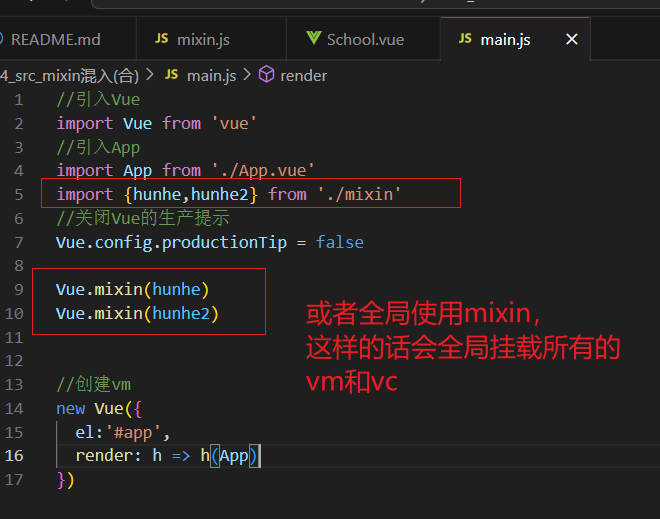 README.md JS mixin.js School.vue JS main.js
4_src_mixin混入(合) > JS main.js > render
1 //引入Vue
2 import Vue from 'vue'
3 //引入App
4 import App from './App.vue'
5 import {hunhe,hunhe2} from './mixin'
6 //关闭Vue的生产提示
7 Vue.config.productionTip = false
8
9 Vue.mixin(hunhe)
10 Vue.mixin(hunhe2)
11
12
13 //创建vm
14 new Vue({
15 el:'#app',
16 render: h => h(App)
17 })
或者全局使用mixin，
这样的话会全局挂载所有的
vm和vc